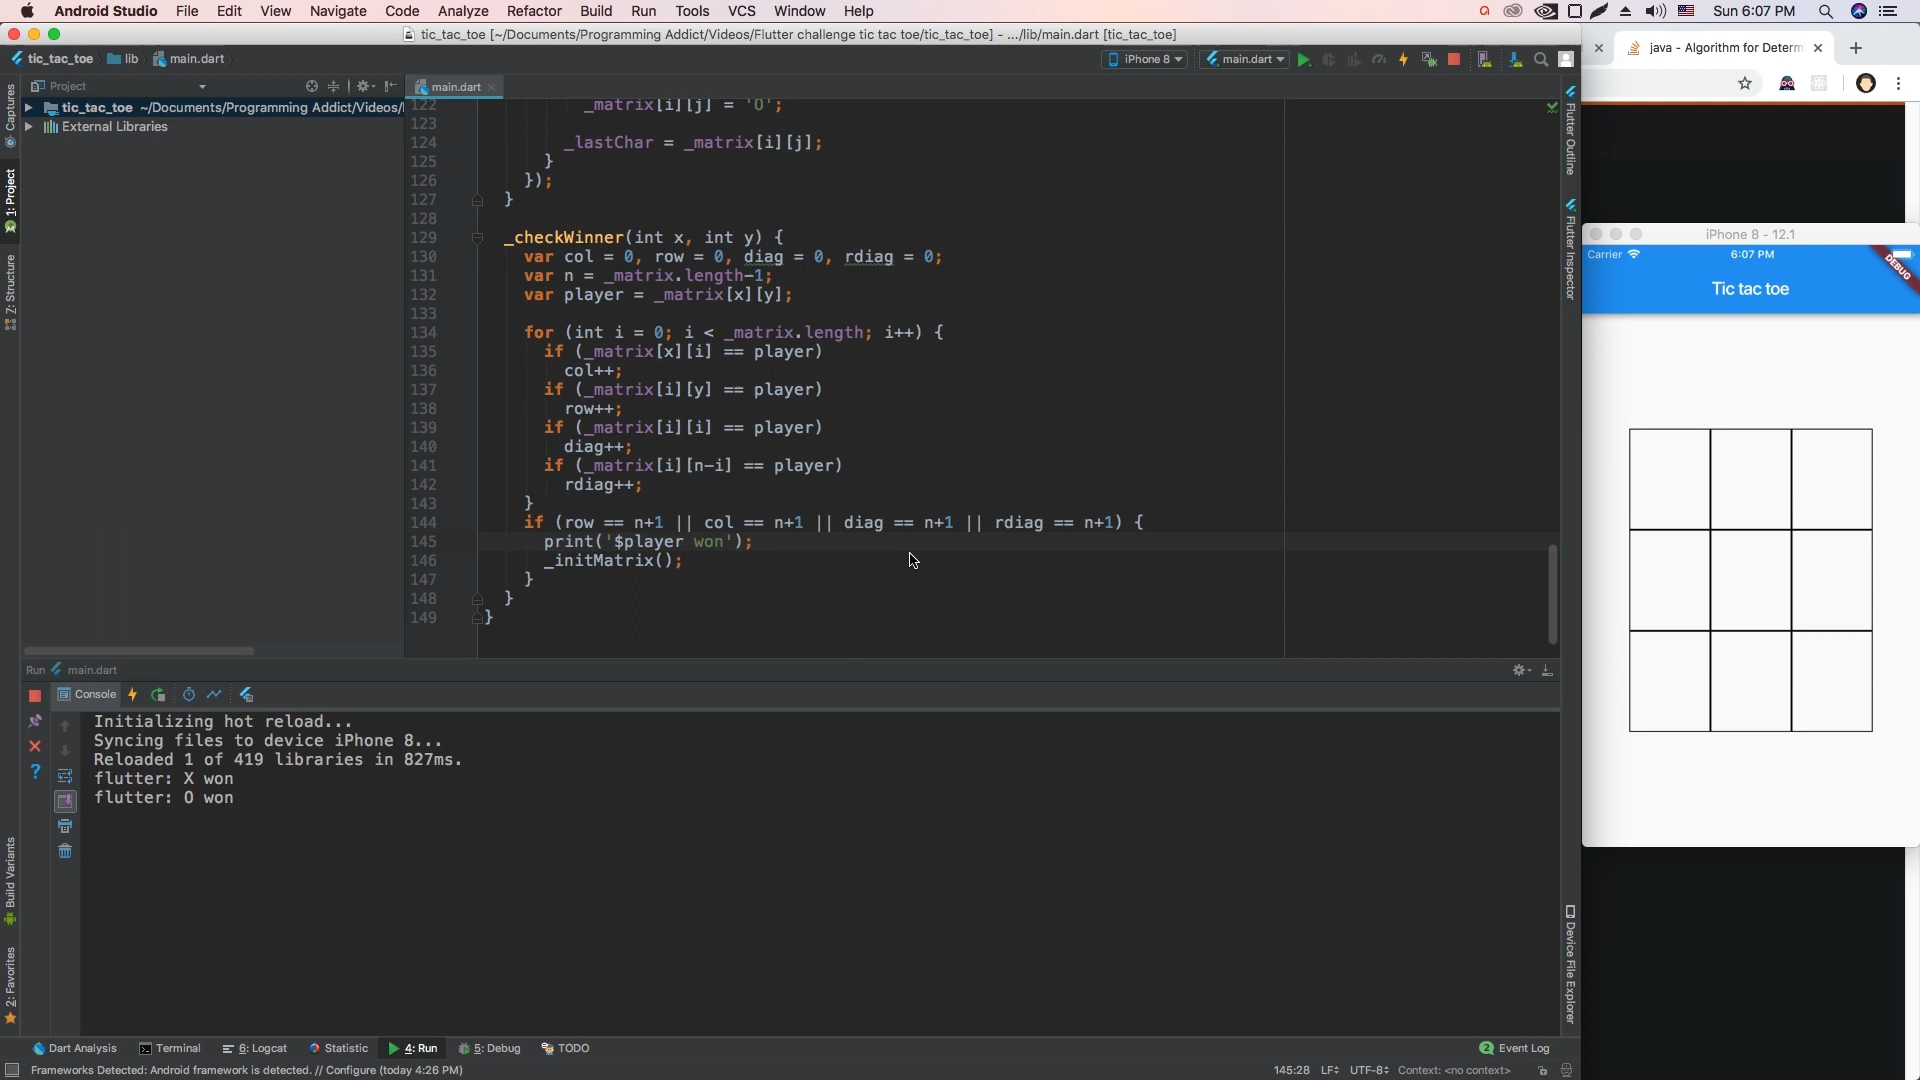 Android Studio File Edit View Navigate Code Analyze Refactor Build Run Tools VCS Window Help
Sun 6:07 PM
tic_tac_toe [~/Documents/Programming Addict/Videos/Flutter challenge tic tac toe/tic_tac_toe] - .../lib/main.dart [tic_tac_toe]
tic_tac_toe lib main.dart
iPhone 8 main.dart
java - Algorithm for Determ
Project
main.dart
tic_tac_toe ~/Documents/Programming Addict/Videos/
External Libraries
Captures
1: Project
7: Structure
Build Variants
2: Favorites
122 _matrix[i][j] = 'O';
123
124 _lastChar = _matrix[i][j];
125 }
126 });
127 }
128
129 _checkWinner(int x, int y) {
130 var col = 0, row = 0, diag = 0, rdiag = 0;
131 var n = _matrix.length-1;
132 var player = _matrix[x][y];
133
134 for (int i = 0; i < _matrix.length; i++) {
135 if (_matrix[x][i] == player)
136 col++;
137 if (_matrix[i][y] == player)
138 row++;
139 if (_matrix[i][i] == player)
140 diag++;
141 if (_matrix[i][n-i] == player)
142 rdiag++;
143 }
144 if (row == n+1 || col == n+1 || diag == n+1 || rdiag == n+1) {
145 print('$player won');
146 _initMatrix();
147 }
148 }
149 }
Flutter Outline
Flutter Inspector
Device File Explorer
iPhone 8 - 12.1
Carrier 6:07 PM
DEBUG
Tic tac toe
Run main.dart
Console
Initializing hot reload...
Syncing files to device iPhone 8...
Reloaded 1 of 419 libraries in 827ms.
flutter: X won
flutter: O won
Dart Analysis Terminal 6: Logcat Statistic 4: Run 5: Debug TODO
2 Event Log
Frameworks Detected: Android framework is detected. // Configure (today 4:26 PM)
145:28 LF UTF-8 Context: <no context>